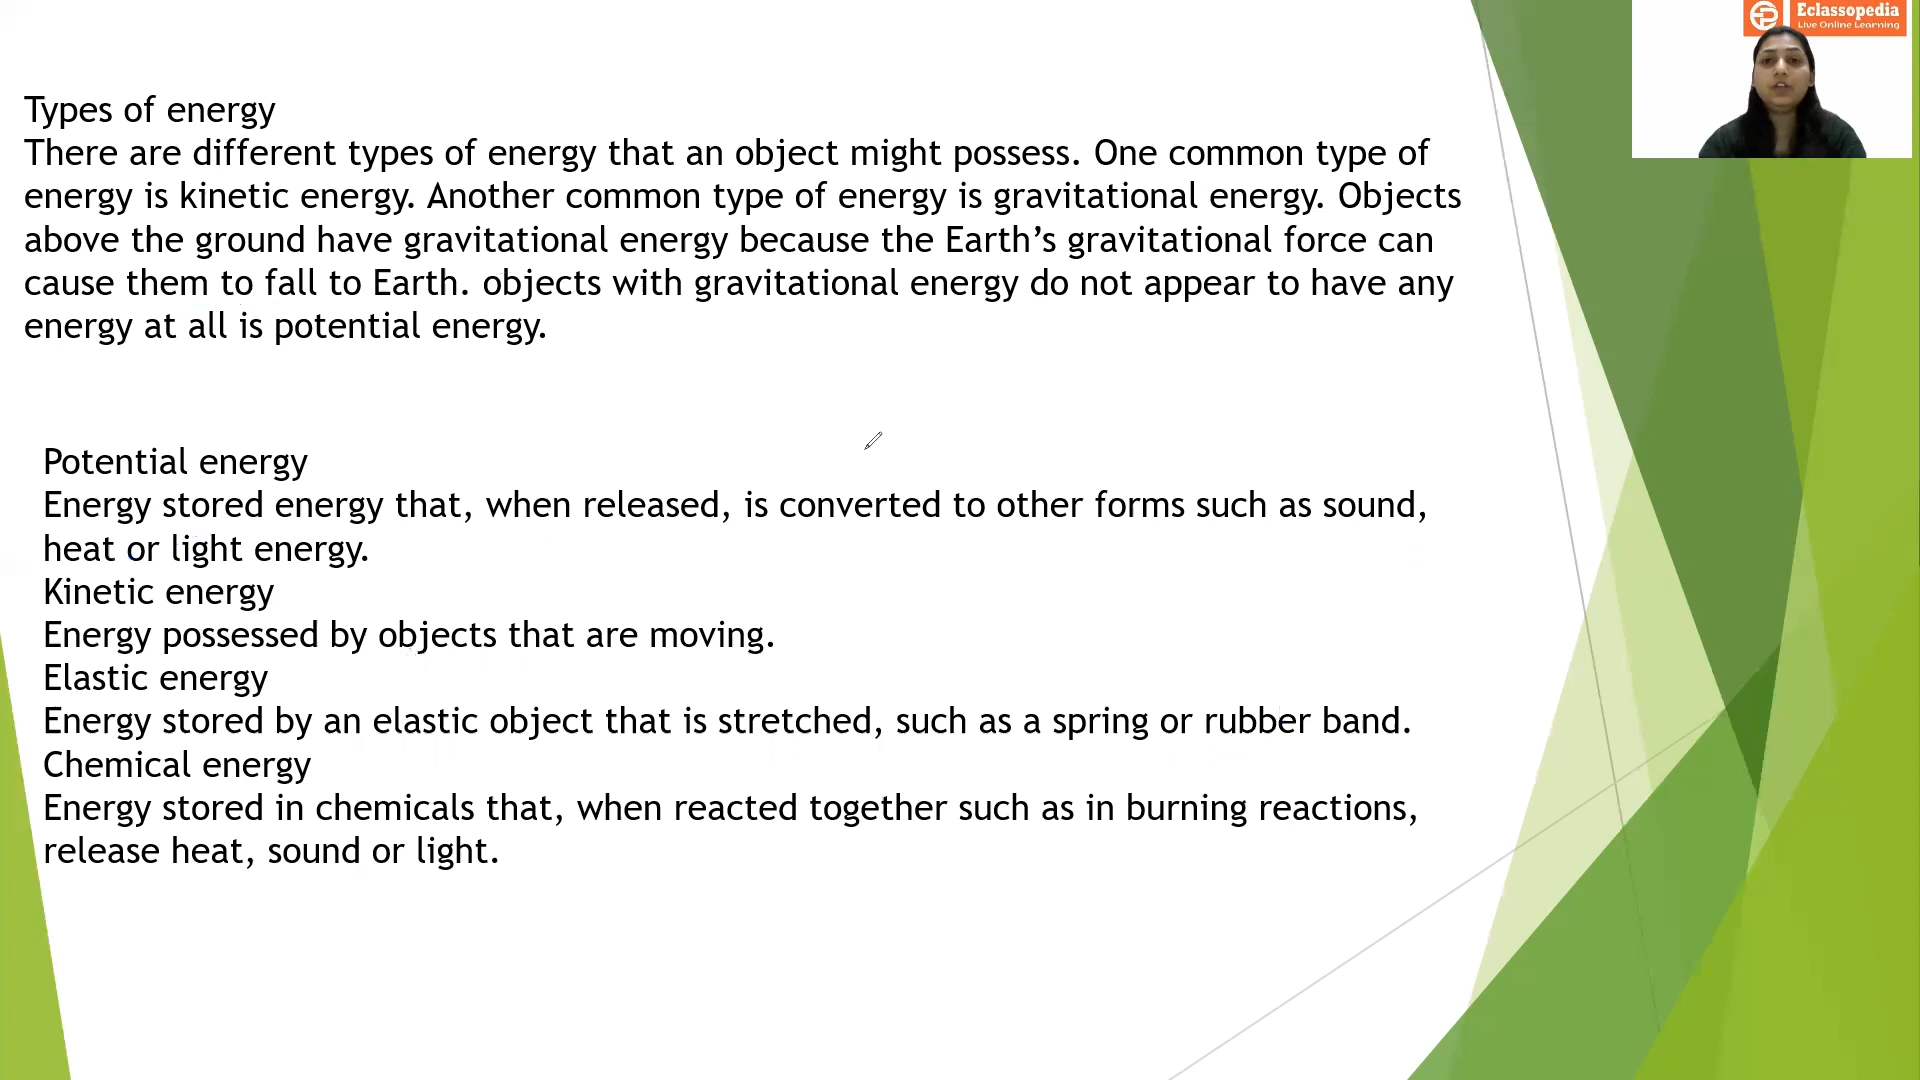 Eclassopedia
Live Online Learning
Types of energy
There are different types of energy that an object might possess. One common type of
energy is kinetic energy. Another common type of energy is gravitational energy. Objects
above the ground have gravitational energy because the Earth’s gravitational force can
cause them to fall to Earth. objects with gravitational energy do not appear to have any
energy at all is potential energy.
Potential energy
Energy stored energy that, when released, is converted to other forms such as sound,
heat or light energy.
Kinetic energy
Energy possessed by objects that are moving.
Elastic energy
Energy stored by an elastic object that is stretched, such as a spring or rubber band.
Chemical energy
Energy stored in chemicals that, when reacted together such as in burning reactions,
release heat, sound or light.